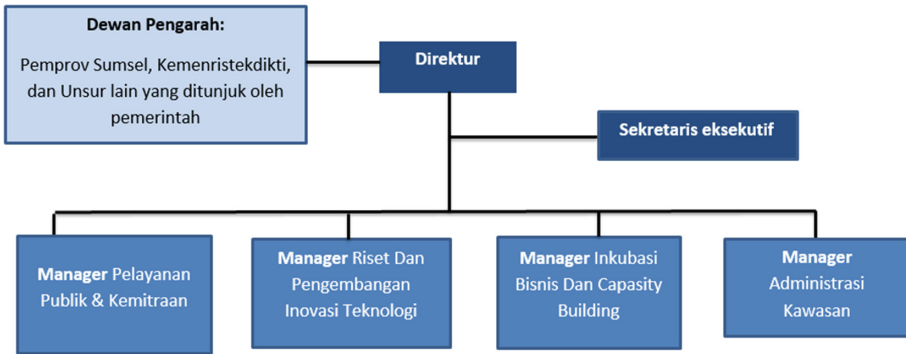 Dewan Pengarah:
Pemprov Sumsel, Kemenristekdikti,
dan Unsur lain yang ditunjuk oleh
pemerintah
Direktur
Sekretaris eksekutif
Manager Pelayanan
Publik & Kemitraan
Manager Riset Dan
Pengembangan
Inovasi Teknologi
Manager Inkubasi
Bisnis Dan Capasity
Building
Manager
Administrasi
Kawasan